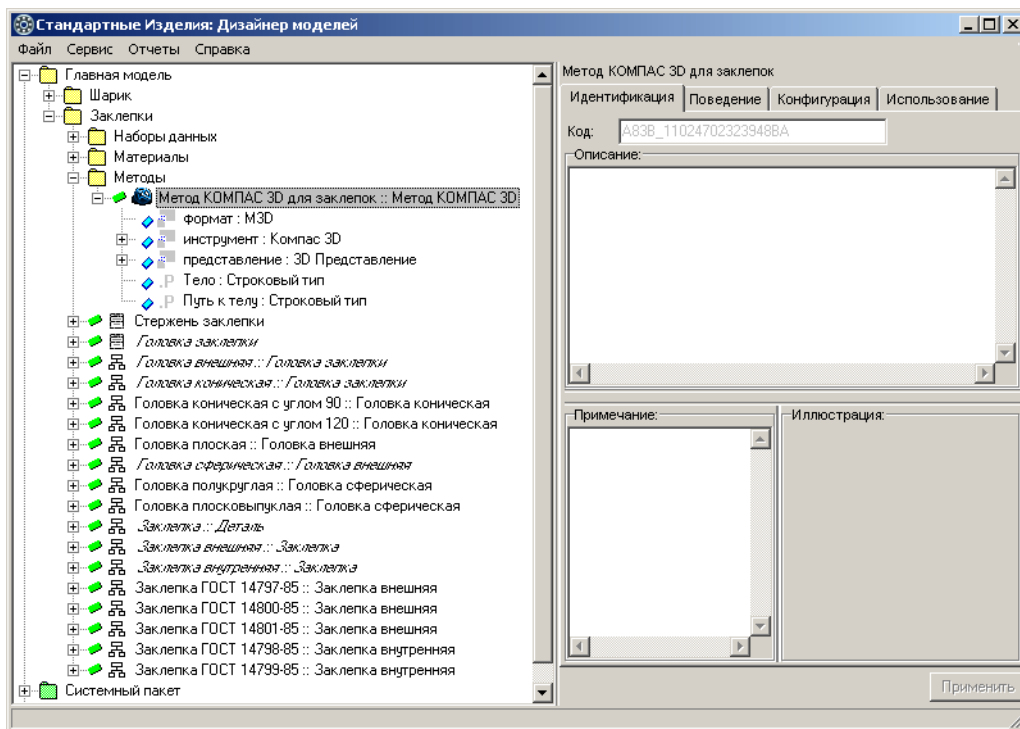 Стандартные Изделия: Дизайнер моделей
Файл Сервис Отчеты Справка
Главная модель
Шарик
Заклепки
Наборы данных
Материалы
Методы
Метод КОМПАС 3D для заклепок :: Метод КОМПАС 3D
формат : M3D
инструмент : Компас 3D
представление : 3D Представление
.P Тело : Строковый тип
.P Путь к телу : Строковый тип
Стержень заклепки
Головка заклепки
Головка внешняя :: Головка заклепки
Головка коническая :: Головка заклепки
Головка коническая с углом 90 :: Головка коническая
Головка коническая с углом 120 :: Головка коническая
Головка плоская :: Головка внешняя
Головка сферическая :: Головка внешняя
Головка полукруглая :: Головка сферическая
Головка плосковыпуклая :: Головка сферическая
Заклепка :: Деталь
Заклепка внешняя :: Заклепка
Заклепка внутренняя :: Заклепка
Заклепка ГОСТ 14797-85 :: Заклепка внешняя
Заклепка ГОСТ 14800-85 :: Заклепка внешняя
Заклепка ГОСТ 14801-85 :: Заклепка внешняя
Заклепка ГОСТ 14798-85 :: Заклепка внутренняя
Заклепка ГОСТ 14799-85 :: Заклепка внутренняя
Системный пакет
Метод КОМПАС 3D для заклепок
Идентификация Поведение Конфигурация Использование
Код: A83B_11024702323948BA
Описание:
Примечание: Иллюстрация:
Применить